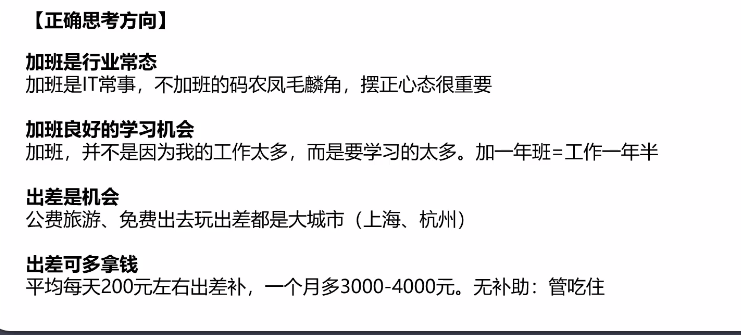 【正确思考方向】
加班是行业常态
加班是IT常事，不加班的码农凤毛麟角，摆正心态很重要
加班良好的学习机会
加班，并不是因为我的工作太多，而是要学习的太多。加一年班=工作一年半
出差是机会
公费旅游、免费出去玩出差都是大城市（上海、杭州）
出差可多拿钱
平均每天200元左右出差补，一个月多3000-4000元。无补助：管吃住